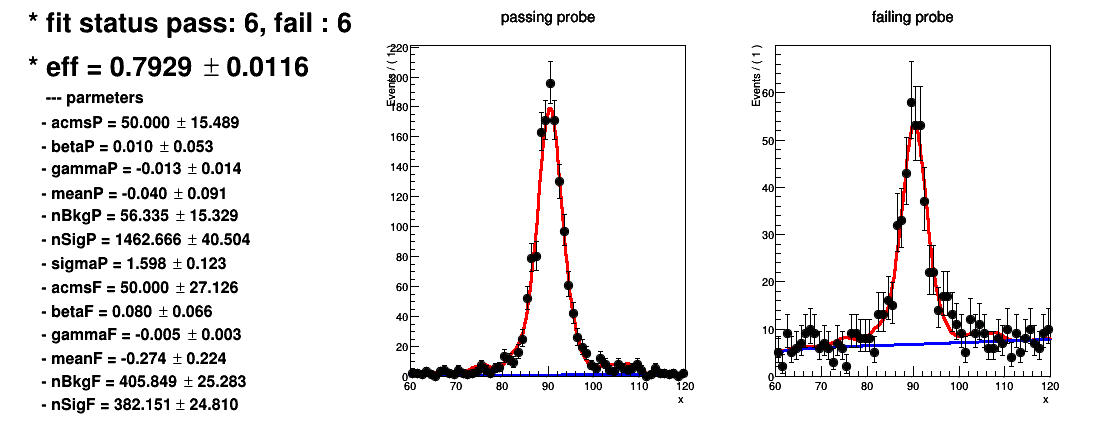 * fit status pass: 6, fail : 6
* eff = 0.7929 ± 0.0116
--- parmeters
- acmsP = 50.000 ± 15.489
- betaP = 0.010 ± 0.053
- gammaP = -0.013 ± 0.014
- meanP = -0.040 ± 0.091
- nBkgP = 56.335 ± 15.329
- nSigP = 1462.666 ± 40.504
- sigmaP = 1.598 ± 0.123
- acmsF = 50.000 ± 27.126
- betaF = 0.080 ± 0.066
- gammaF = -0.005 ± 0.003
- meanF = -0.274 ± 0.224
- nBkgF = 405.849 ± 25.283
- nSigF = 382.151 ± 24.810
passing probe
Events / ( 1 )
220
200
180
160
140
120
100
80
60
40
20
0
60 70 80 90 100 110 120
x
failing probe
Events / ( 1 )
60
50
40
30
20
10
0
60 70 80 90 100 110 120
x